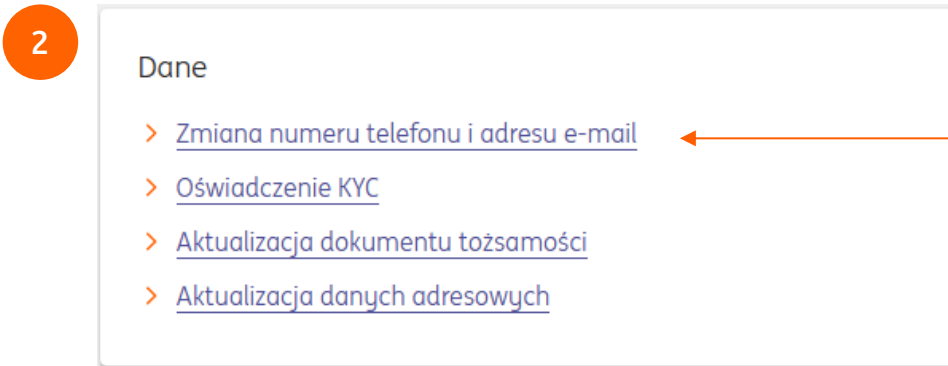 2
Dane
Zmiana numeru telefonu i adresu e-mail
Oświadczenie KYC
Aktualizacja dokumentu tożsamości
Aktualizacja danych adresowych